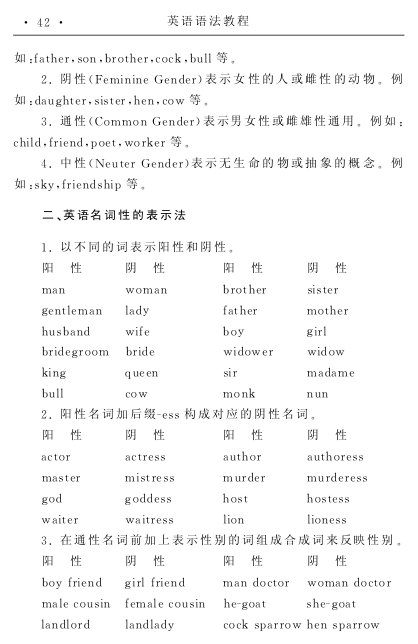 · 42 · 英语语法教程
如:father,son,brother,cock,bull 等。
2. 阴性(Feminine Gender)表示女性的人或雌性的动物。例
如:daughter,sister,hen,cow 等。
3. 通性(Common Gender)表示男女性或雌雄性通用。例如:
child,friend,poet,worker 等。
4. 中性(Neuter Gender)表示无生命的物或抽象的概念。例
如:sky,friendship 等。
二、英语名词性的表示法
1. 以不同的词表示阳性和阴性。
阳 性 阴 性 阳 性 阴 性
man woman brother sister
gentleman lady father mother
husband wife boy girl
bridegroom bride widower widow
king queen sir madame
bull cow monk nun
2. 阳性名词加后缀-ess 构成对应的阴性名词。
阳 性 阴 性 阳 性 阴 性
actor actress author authoress
master mistress murder murderess
god goddess host hostess
waiter waitress lion lioness
3. 在通性名词前加上表示性别的词组成合成词来反映性别。
阳 性 阴 性 阳 性 阴 性
boy friend girl friend man doctor woman doctor
male cousin female cousin he-goat she-goat
landlord landlady cock sparrow hen sparrow